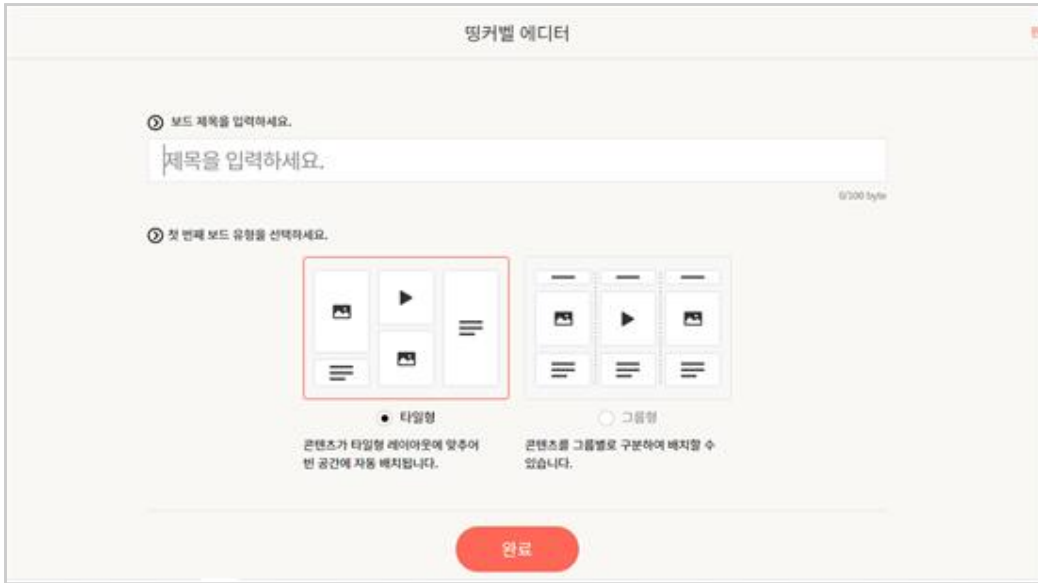 띵커벨 에디터
보드 제목을 입력하세요.
제목을 입력하세요.
0/100 byte
첫 번째 보드 유형을 선택하세요.
타일형
그룹형
콘텐츠가 타일형 레이아웃에 맞추어
빈 공간에 자동 배치됩니다.
콘텐츠를 그룹별로 구분하여 배치할 수
있습니다.
완료